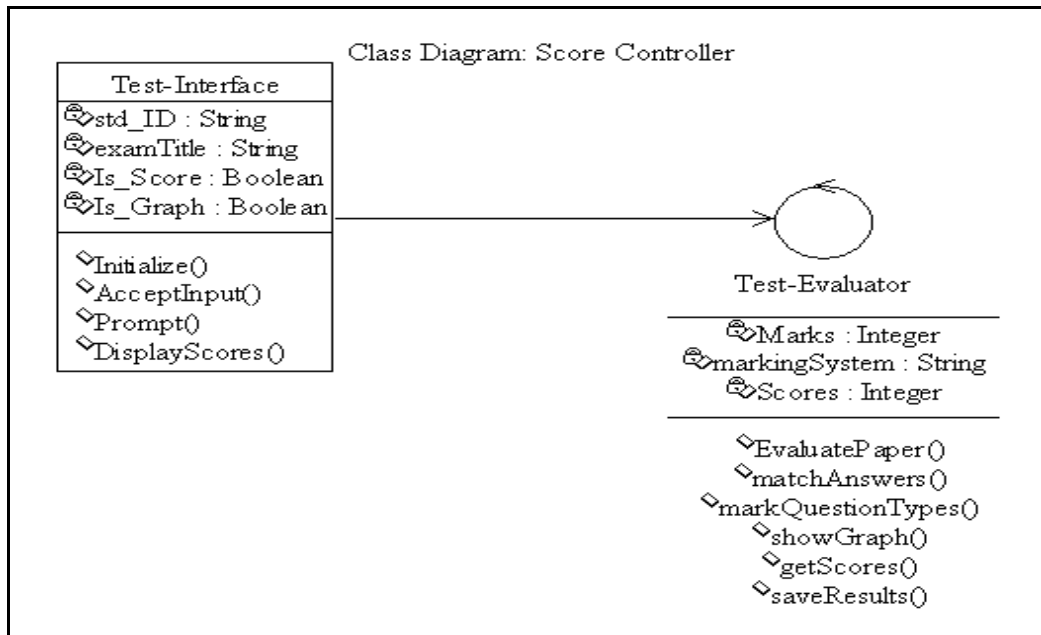 Class Diagram: Score Controller
Test-Interface
std_ID : String
examTitle : String
Is_Score : Boolean
Is_Graph : Boolean
Initialize()
AcceptInput()
Prompt()
DisplayScores()
Test-Evaluator
Marks : Integer
markingSystem : String
Scores : Integer
EvaluatePaper()
matchAnswers()
markQuestionTypes()
showGraph()
getScores()
saveResults()